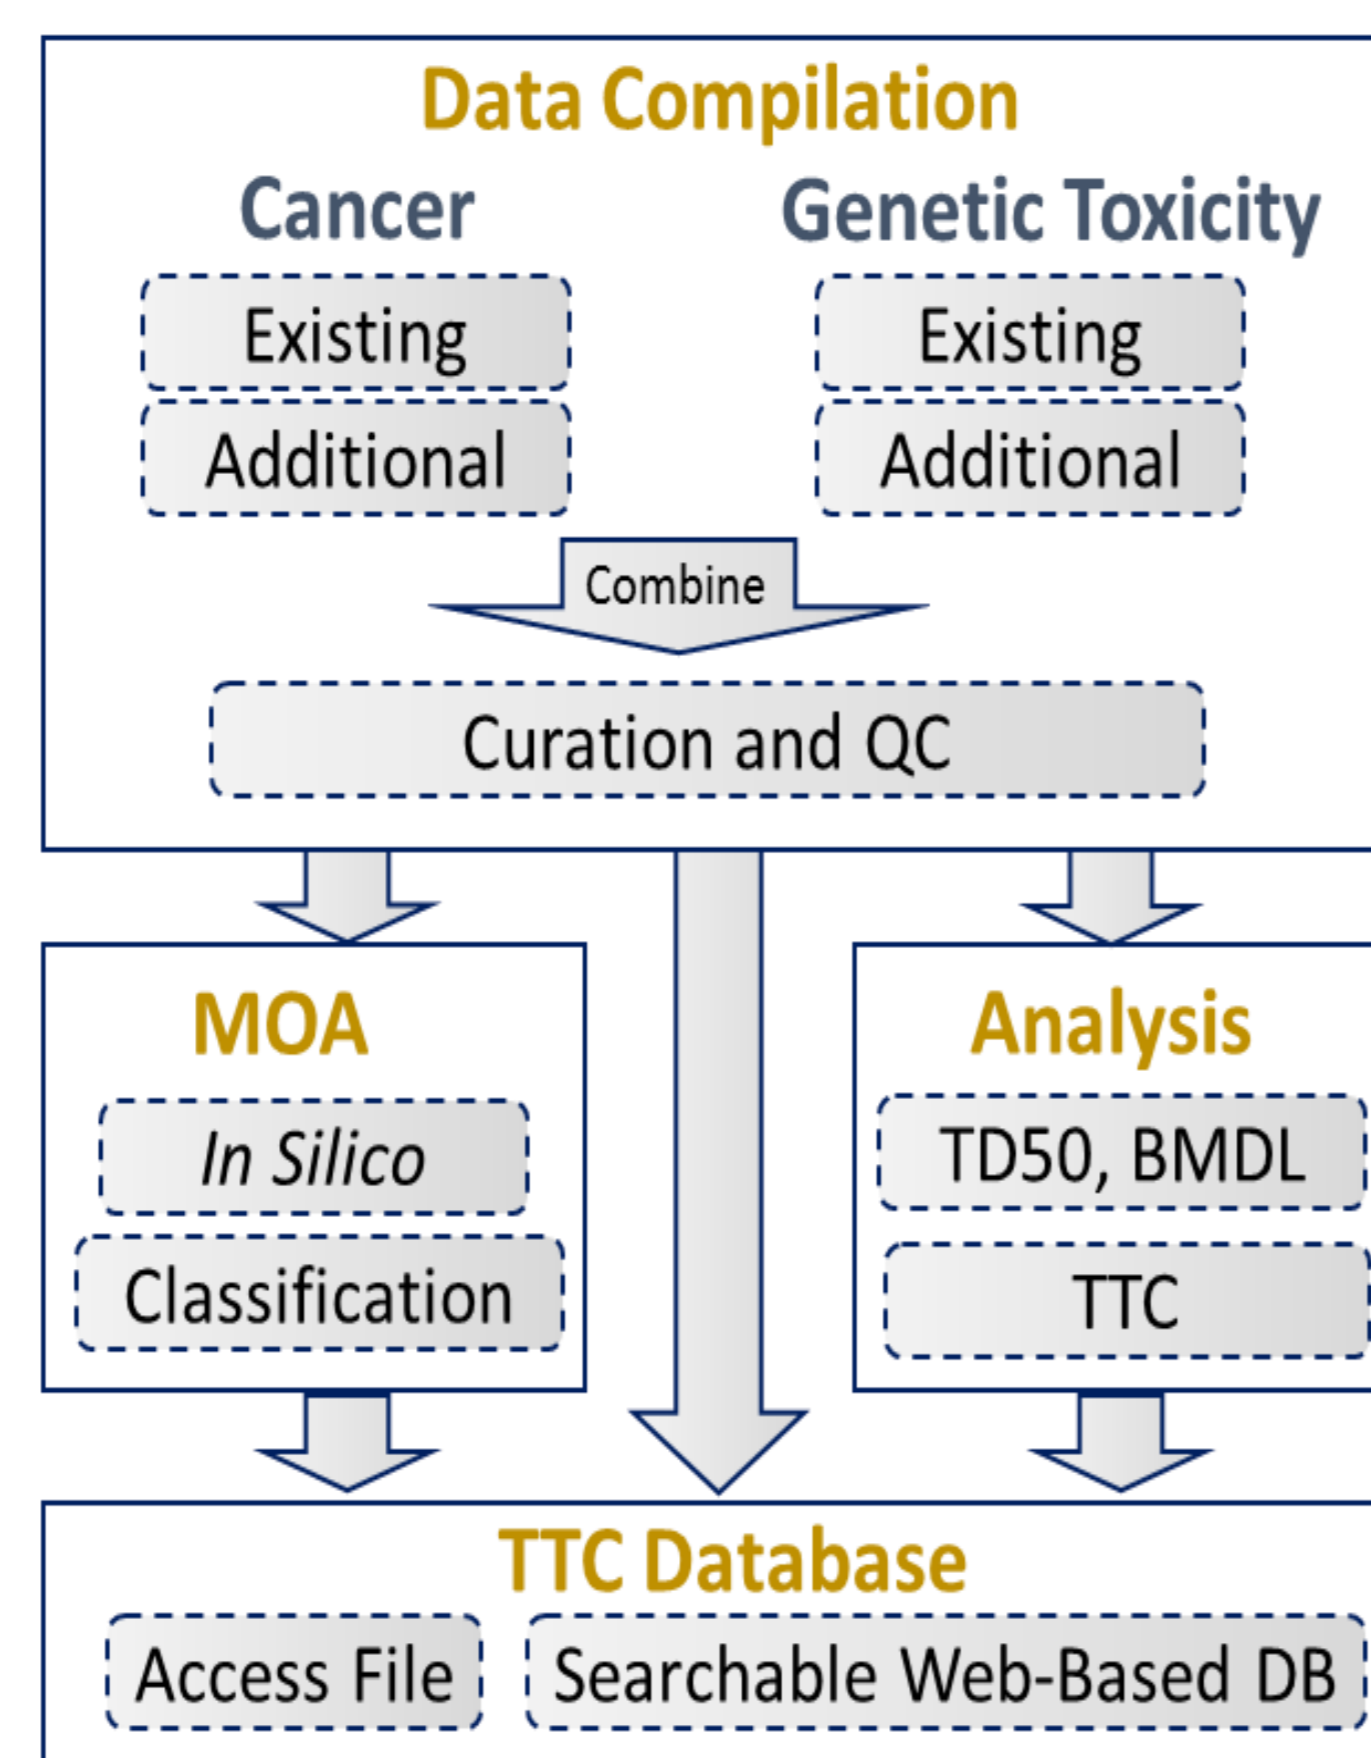 Data Compilation
Cancer
Genetic Toxicity
Existing
Existing
Additional
Additional
Combine
Curation and QC
MOA
Analysis
In Silico
TD50, BMDL
Classification
TTC
TTC Database
Access File
Searchable Web-Based DB